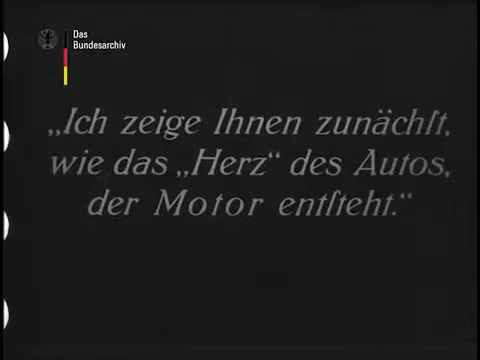 Das
Bundesarchiv
„Ich zeige Ihnen zunächſt,
wie das „Herz“ des Autos,
der Motor entſteht.“